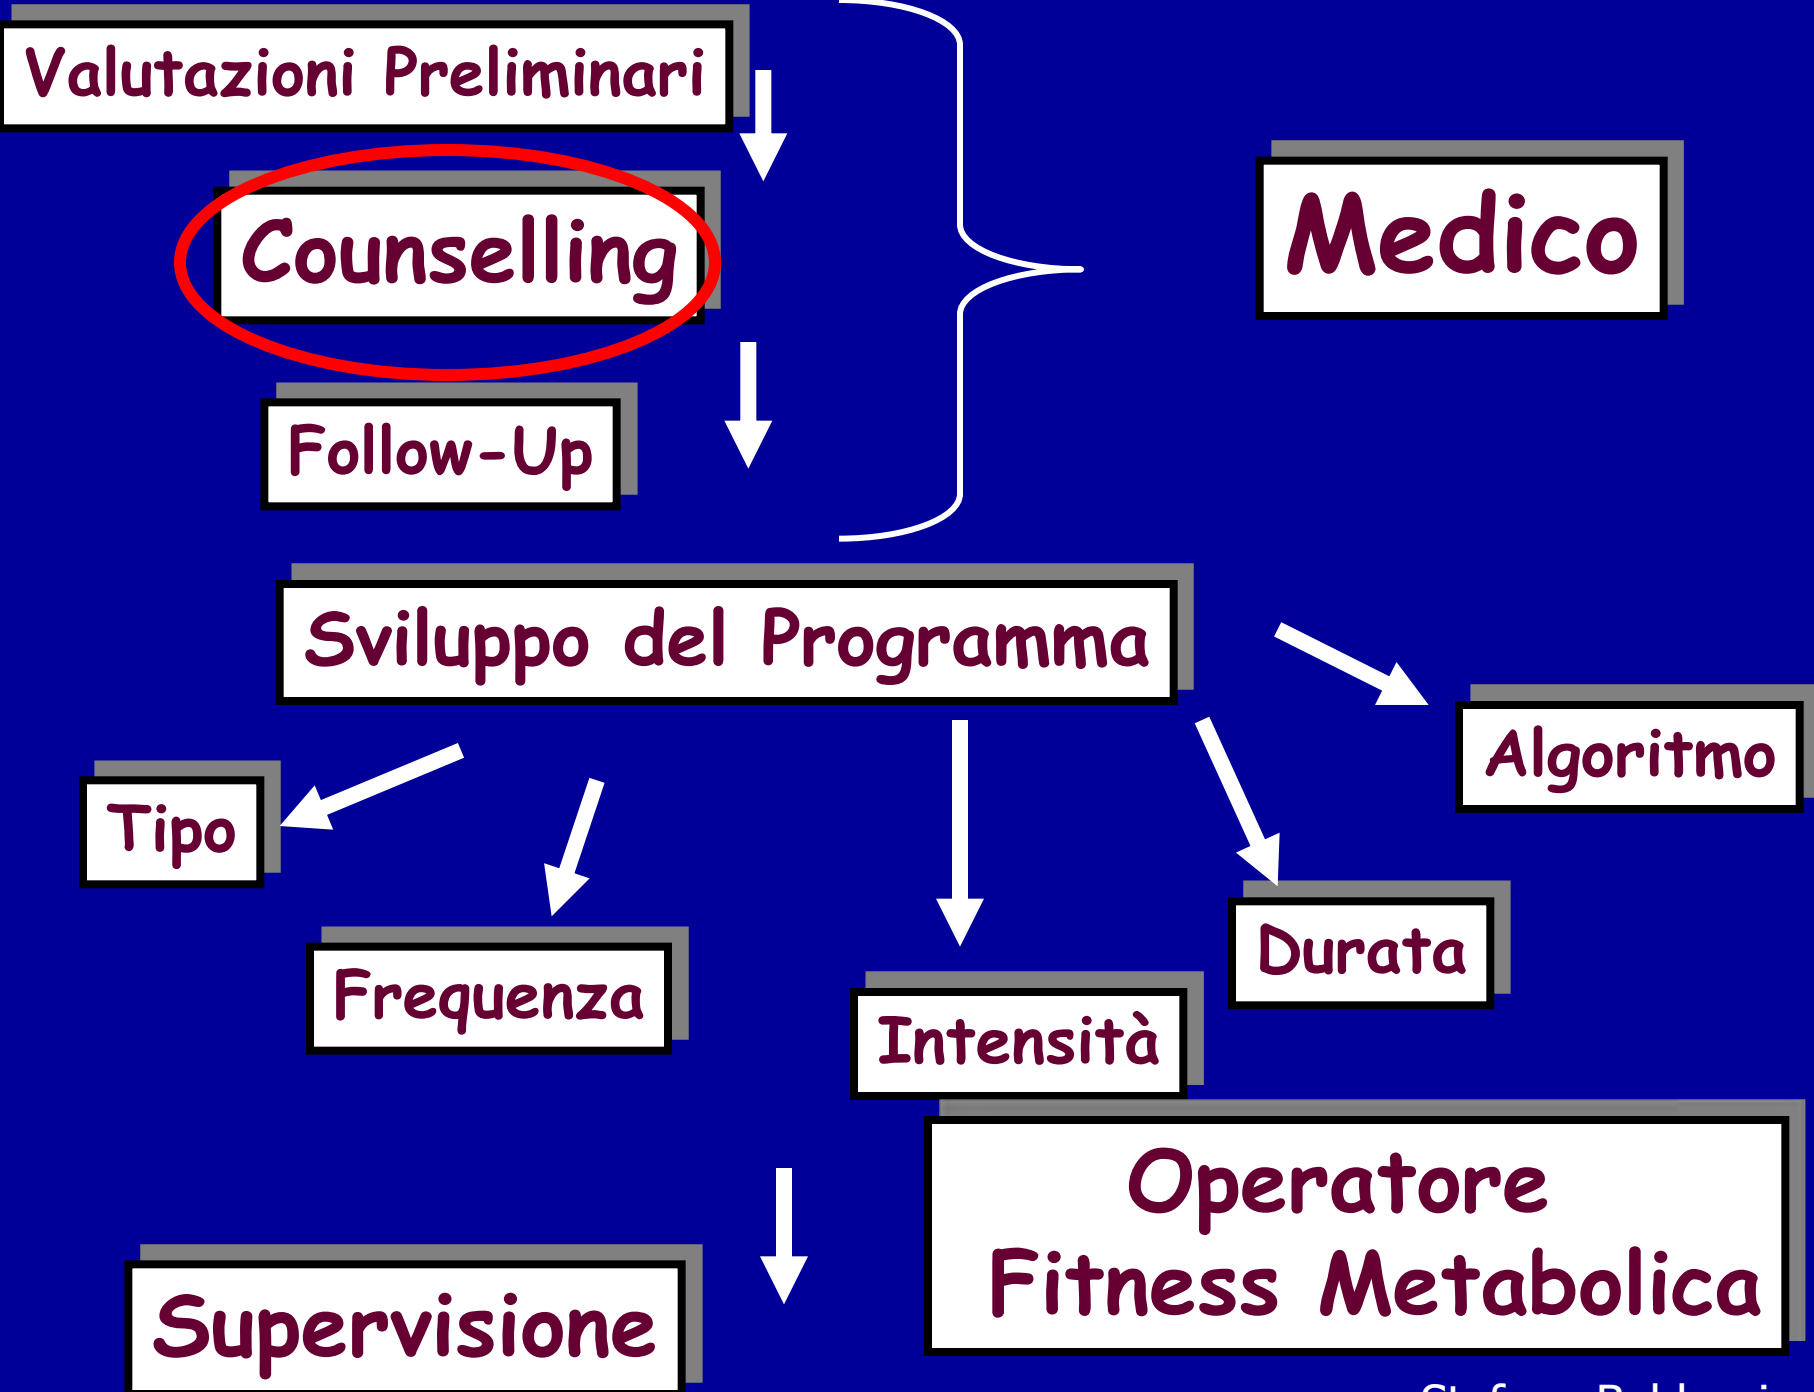 Valutazioni Preliminari
Counselling
Medico
Follow-Up
Sviluppo del Programma
Algoritmo
Tipo
Durata
Frequenza
Intensità
Operatore
Fitness Metabolica
Supervisione